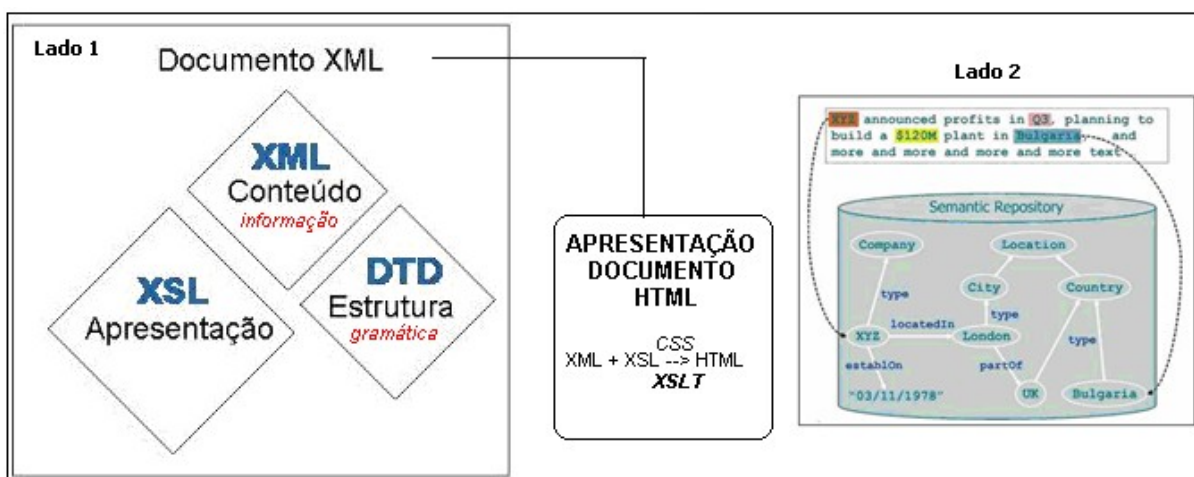 Lado 1
Documento XML
XML
Conteúdo
informação
XSL
Apresentação
DTD
Estrutura
gramática
APRESENTAÇÃO
DOCUMENTO
HTML
CSS
XML + XSL --> HTML
XSLT
Lado 2
XYZ announced profits in Q3, planning to
build a $120M plant in Bulgaria, and
more and more and more and more text
Semantic Repository
Company
Location
City
Country
type
type
type
XYZ
locatedIn
London
establOn
partOf
"03/11/1978"
UK
Bulgaria